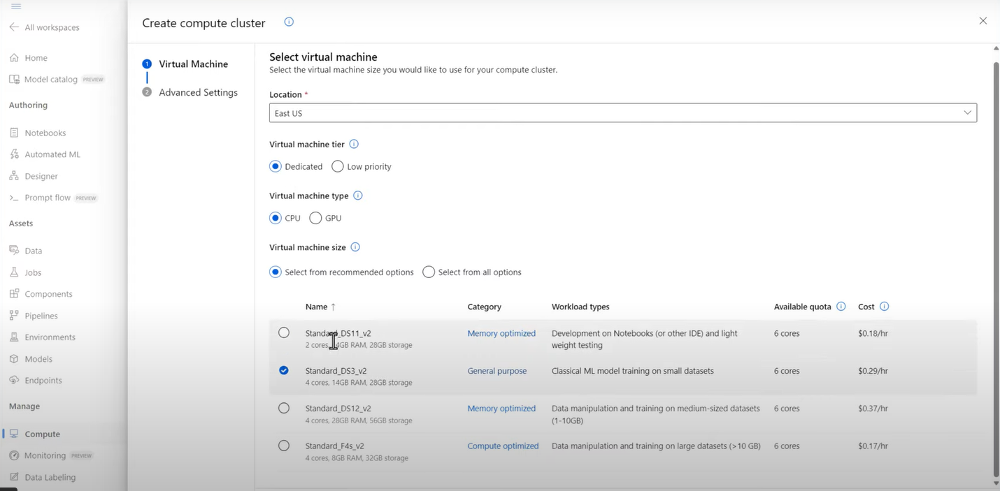 Create compute cluster
All workspaces
Home
Model catalog PREVIEW
Authoring
Notebooks
Automated ML
Designer
Prompt flow PREVIEW
Assets
Data
Jobs
Components
Pipelines
Environments
Models
Endpoints
Manage
Compute
Monitoring PREVIEW
Data Labeling
1 Virtual Machine
2 Advanced Settings
Select virtual machine
Select the virtual machine size you would like to use for your compute cluster.
Location *
East US
Virtual machine tier
Dedicated Low priority
Virtual machine type
CPU GPU
Virtual machine size
Select from recommended options Select from all options
Name ↑ Category Workload types Available quota Cost
Standard_DS11_v2 Memory optimized Development on Notebooks (or other IDE) and light 6 cores $0.18/hr
2 cores, RAM, 28GB storage weight testing
Standard_DS3_v2 General purpose Classical ML model training on small datasets 6 cores $0.29/hr
4 cores, 14GB RAM, 28GB storage
Standard_DS12_v2 Memory optimized Data manipulation and training on medium-sized datasets 6 cores $0.37/hr
4 cores, 28GB RAM, 56GB storage (1-10GB)
Standard_F4s_v2 Compute optimized Data manipulation and training on large datasets (>10 GB) 6 cores $0.17/hr
4 cores, 8GB RAM, 32GB storage